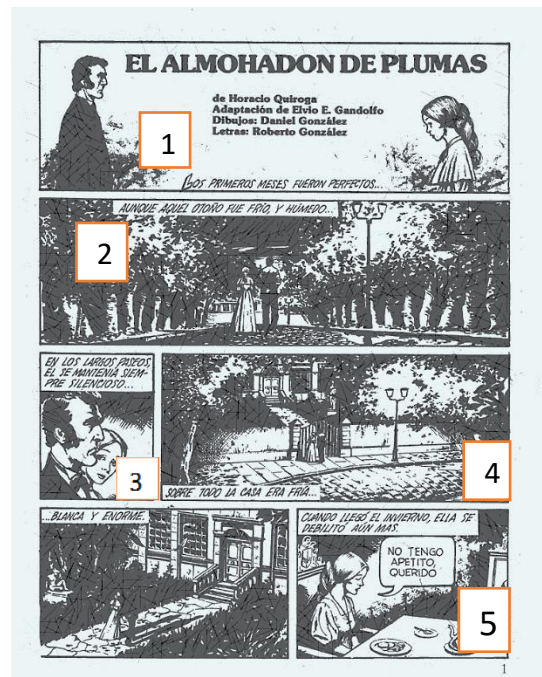 EL ALMOHADON DE PLUMAS
de Horacio Quiroga
Adaptación de Elvio E. Gandolfo
Dibujos: Daniel González
Letras: Roberto González
1
LOS PRIMEROS MESES FUERON PERFECTOS...
AUNQUE AQUEL OTOÑO FUE FRÍO, Y HÚMEDO...
2
EN LOS LARGOS PASEOS,
EL SE MANTENÍA SIEM-
PRE SILENCIOSO...
3
4
SOBRE TODO LA CASA ERA FRÍA...
...BLANCA Y ENORME.
CUANDO LLEGÓ EL INVIERNO, ELLA SE
DEBILITÓ AÚN MAS.
NO TENGO
APETITO,
QUERIDO
5
1